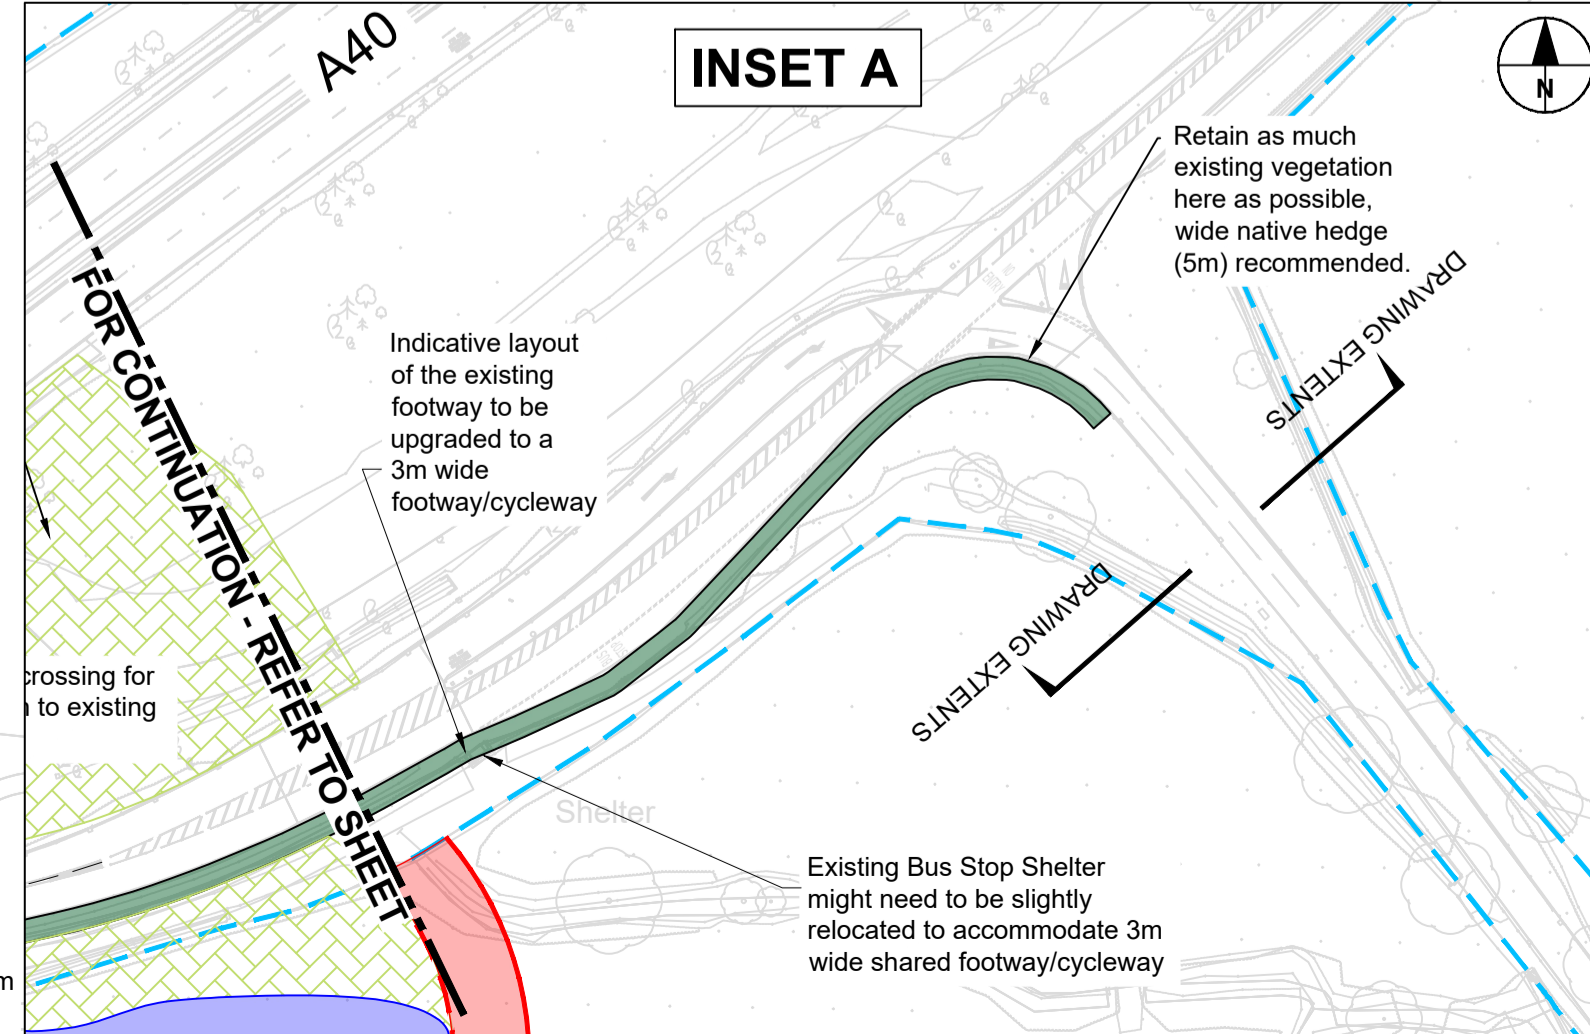 A40
INSET A
N
Retain as much
existing vegetation
here as possible,
wide native hedge
(5m) recommended.
DRAWING EXTENTS
Indicative layout
of the existing
footway to be
upgraded to a
3m wide
footway/cycleway
FOR CONTINUATION - REFER TO SHEET
DRAWING EXTENTS
crossing for
to existing
Shelter
Existing Bus Stop Shelter
might need to be slightly
relocated to accommodate 3m
wide shared footway/cycleway
m